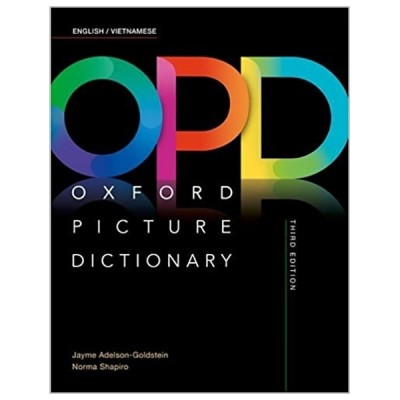 ENGLISH / VIETNAMESE
OPD
OXFORD
PICTURE
DICTIONARY
THIRD EDITION
Jayme Adelson-Goldstein
Norma Shapiro